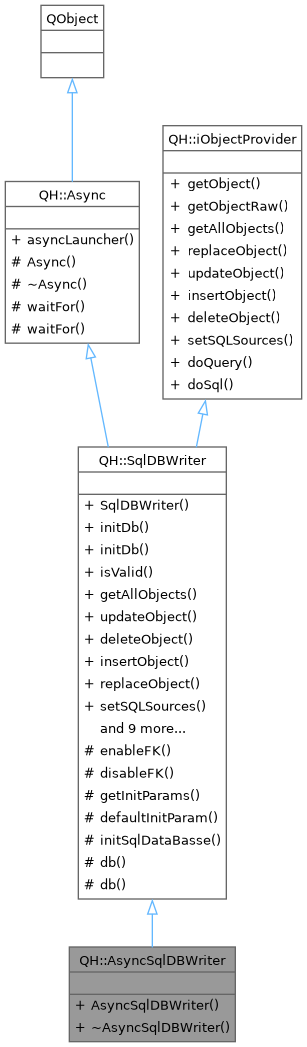 QObject
QH::iObjectProvider
+ getObject()
+ getObjectRaw()
+ getAllObjects()
+ replaceObject()
+ updateObject()
+ insertObject()
+ deleteObject()
+ setSQLSources()
+ doQuery()
+ doSql()
QH::Async
+ asyncLauncher()
# Async()
# ~Async()
# waitFor()
# waitFor()
QH::SqlDBWriter
+ SqlDBWriter()
+ initDb()
+ initDb()
+ isValid()
+ getAllObjects()
+ updateObject()
+ deleteObject()
+ insertObject()
+ replaceObject()
+ setSQLSources()
and 9 more...
# enableFK()
# disableFK()
# getInitParams()
# defaultInitParam()
# initSqlDataBasse()
# db()
# db()
QH::AsyncSqlDBWriter
+ AsyncSqlDBWriter()
+ ~AsyncSqlDBWriter()